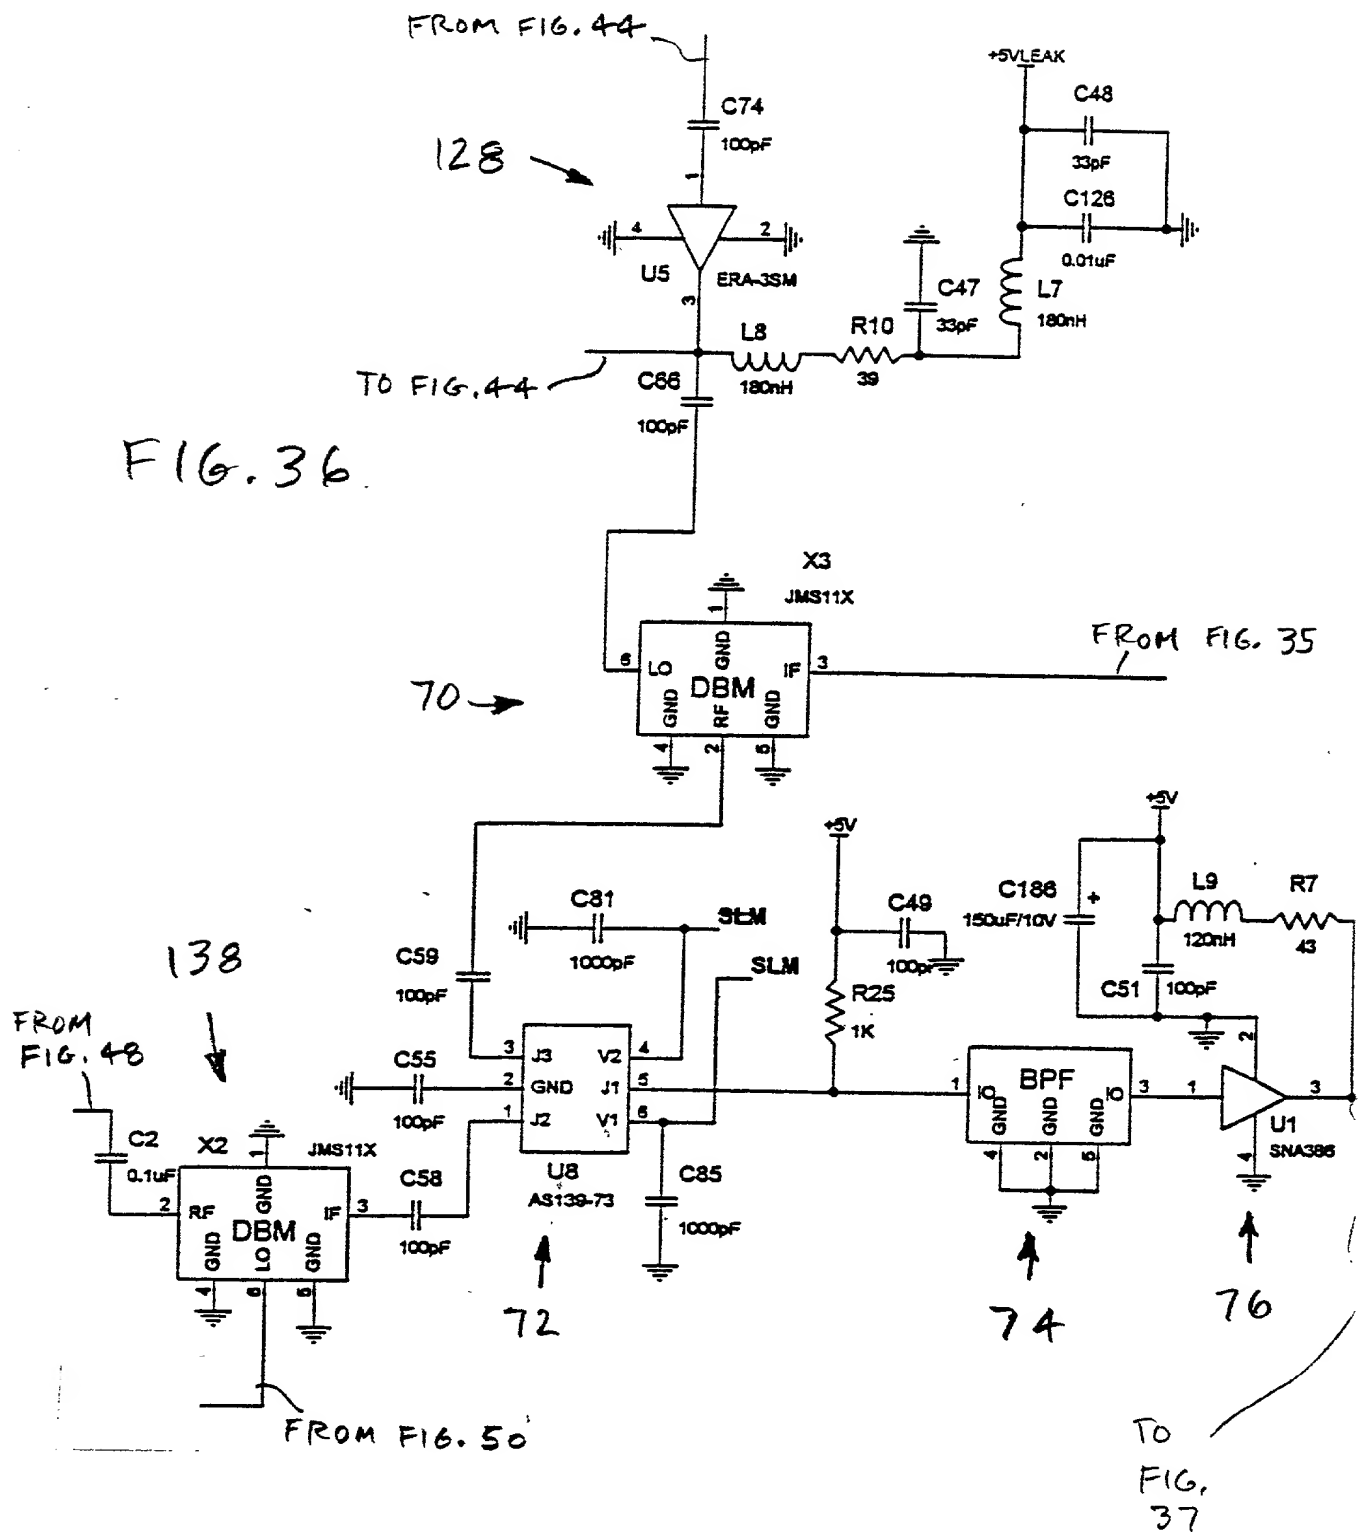 FROM FIG. 44
+5VLEAK
C74
100pF
C48
33pF
128
1
C126
0.01uF
4
2
U5
ERA-3SM
3
C47
33pF
L7
180nH
L8
180nH
R10
39
TO FIG. 44
C66
100pF
FIG. 36
X3
JMS11X
1
GND
FROM FIG. 35
6
LO
DBM
IF
3
70
GND
RF
GND
4
2
5
+5V
+5V
C81
1000pF
SLM
C49
C186
+
150uF/10V
L9
120nH
R7
43
138
C59
100pF
SLM
R25
1K
C51
100pF
FROM
FIG. 48
3
J3
V2
4
C55
100pF
2
GND
J1
5
1
J2
V1
6
1
IO
BPF
IO
3
GND
GND
GND
4
2
5
1
2
3
4
U1
SNA386
C2
0.1uF
X2
1
JMS11X
U8
AS139-73
C58
100pF
C85
1000pF
2
RF
GND
DBM
IF
3
GND
LO
GND
4
6
5
72
74
76
FROM FIG. 50
TO
FIG.
37